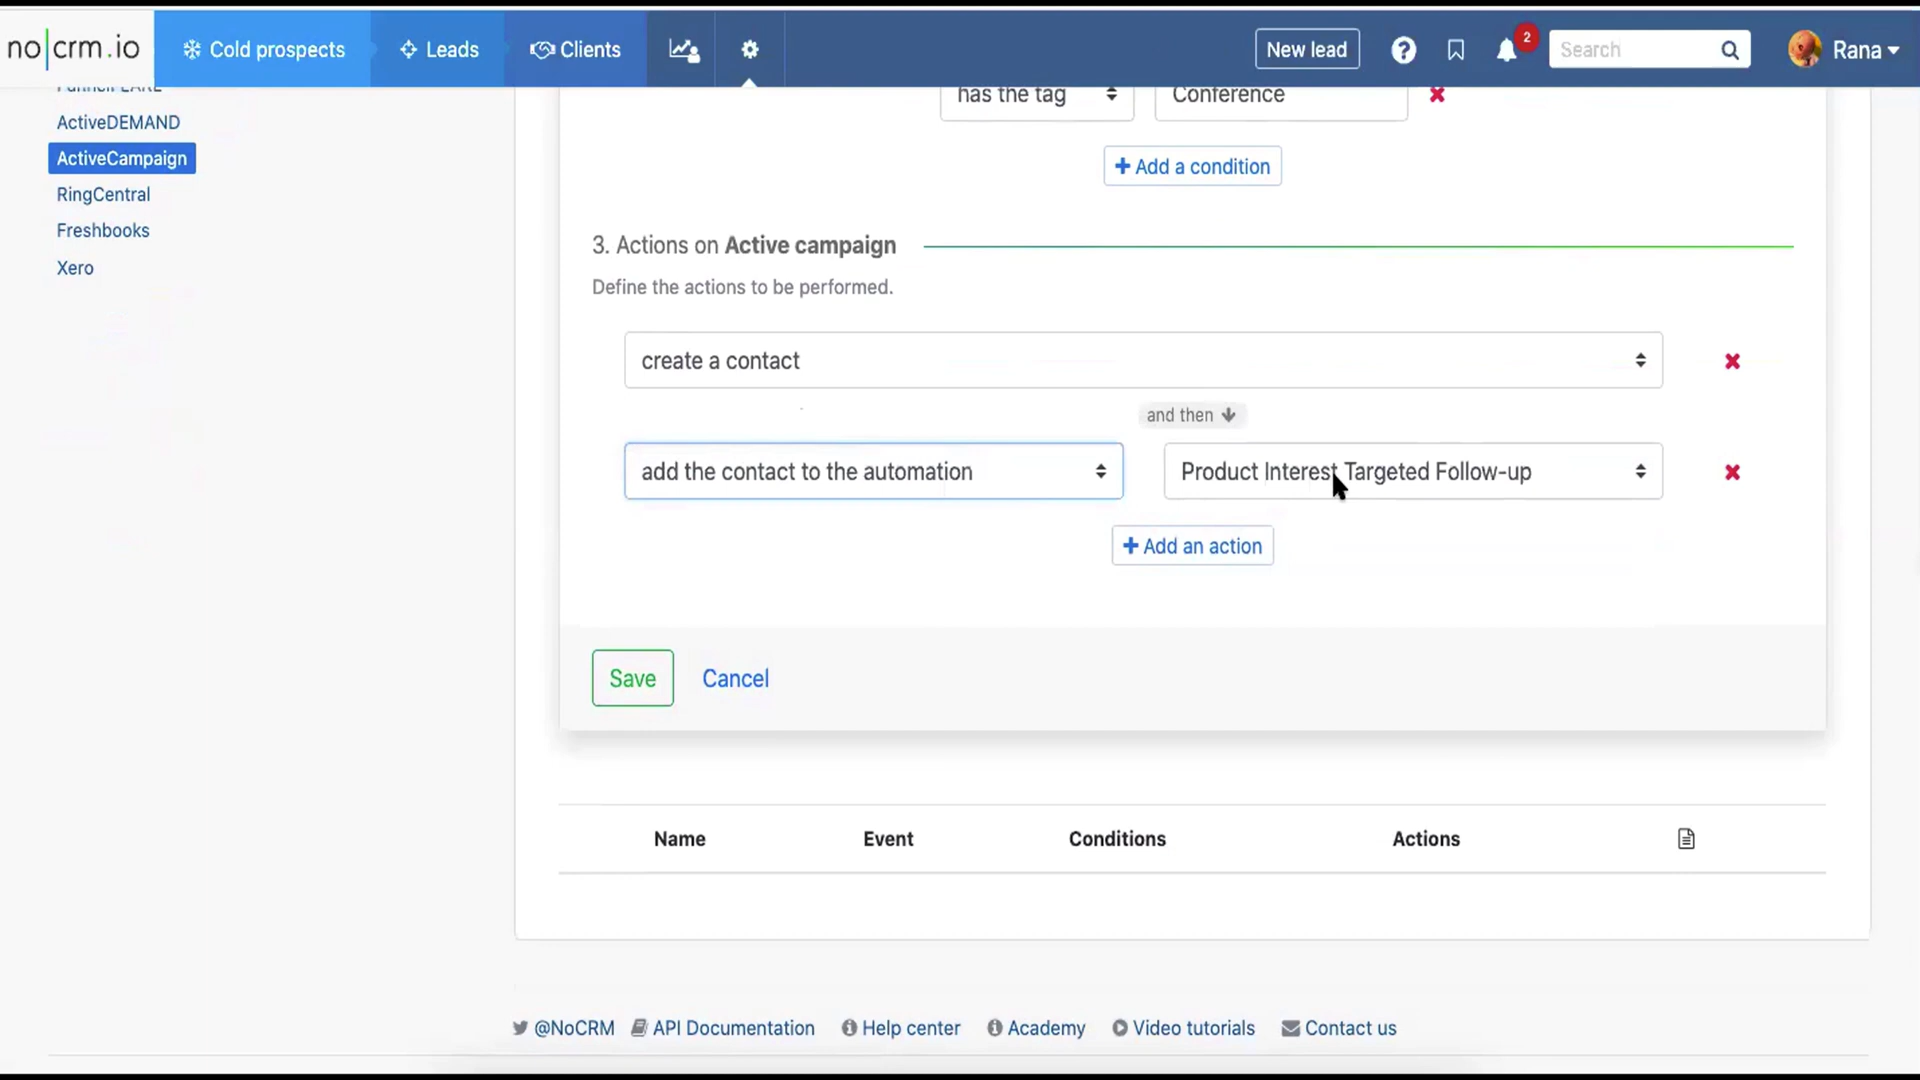 no|crm.io
Cold prospects
Leads
Clients
New lead
2
Search
Rana
FunnelFLARE
ActiveDEMAND
ActiveCampaign
RingCentral
Freshbooks
Xero
has the tag
Conference
Add a condition
3. Actions on Active campaign
Define the actions to be performed.
create a contact
and then
add the contact to the automation
Product Interest Targeted Follow-up
Add an action
Save
Cancel
Name Event Conditions Actions
@NoCRM API Documentation Help center Academy Video tutorials Contact us